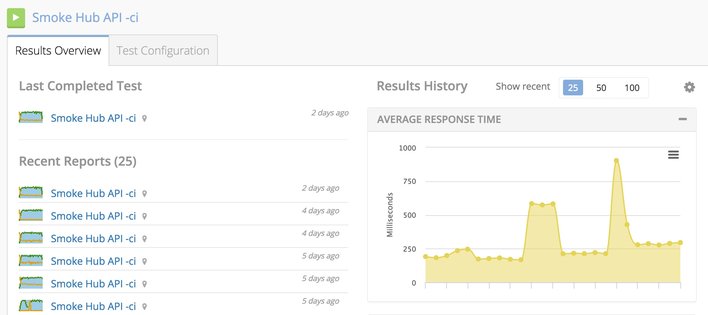 Smoke Hub API -ci
Results Overview
Test Configuration
Last Completed Test
Smoke Hub API -ci
2 days ago
Recent Reports (25)
Smoke Hub API -ci
2 days ago
Smoke Hub API -ci
4 days ago
Smoke Hub API -ci
4 days ago
Smoke Hub API -ci
5 days ago
Smoke Hub API -ci
5 days ago
Smoke Hub API -ci
5 days ago
Results History
Show recent
25
50
100
AVERAGE RESPONSE TIME
Milliseconds
1000
750
500
250
0